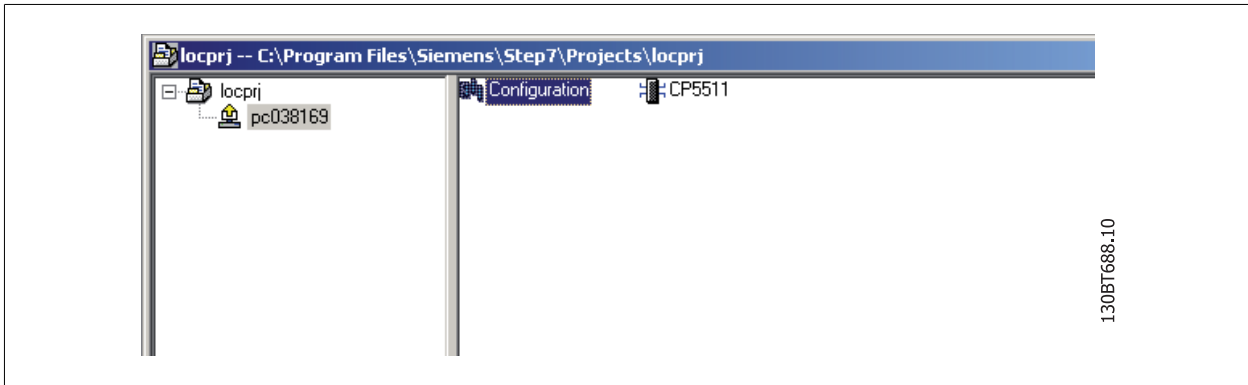 locprj -- C:\Program Files\Siemens\Step7\Projects\locprj
locprj
pc038169
Configuration
CP5511
130BT688.10